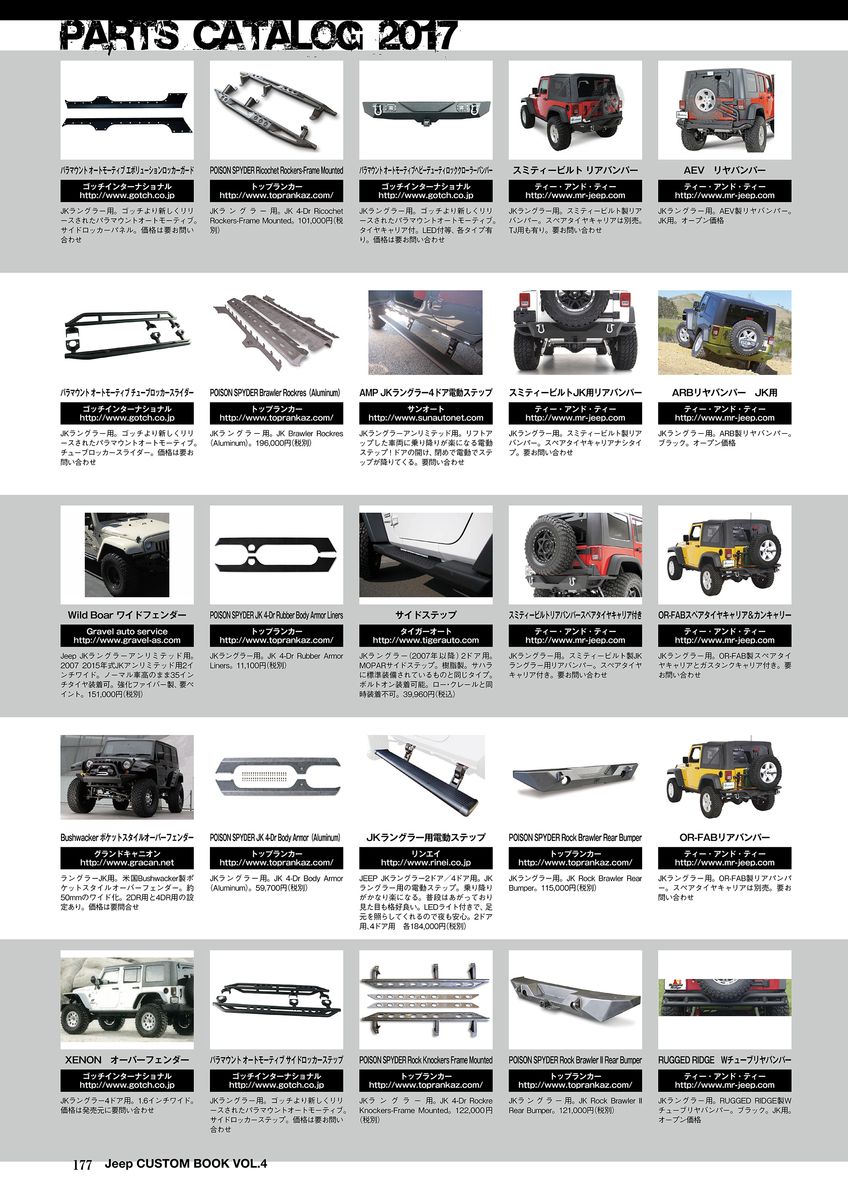 PARTS CATALOG 2017
パラマウント オートモーティブ エボリューションロッカーガード
ゴッチインターナショナル
http://www.gotch.co.jp
JKラングラー用。ゴッチより新しくリリ
ースされたパラマウントオートモーティブ。
サイドロッカーパネル。価格は要お問い
合わせ
POISON SPYDER Ricochet Rockers-Frame Mounted
トップランカー
http://www.toprankaz.com/
JKラングラー用。JK 4-Dr Ricochet
Rockers-Frame Mounted。101,000円(税
別)
パラマウント オートモーティブヘビーデューティロッククローラーバンパー
ゴッチインターナショナル
http://www.gotch.co.jp
JKラングラー用。ゴッチより新しくリリ
ースされたパラマウントオートモーティブ。
タイヤキャリア付。LED付等、各タイプ有
り。価格は要お問い合わせ
スミティービルト リアバンパー
ティー・アンド・ティー
http://www.mr-jeep.com
JKラングラー用。スミティービルト製リア
バンパー。スペアタイヤキャリアは別売。
TJ用も有り。要お問い合わせ
AEV リヤバンパー
ティー・アンド・ティー
http://www.mr-jeep.com
JKラングラー用。AEV製リヤバンパー。
JK用。オープン価格
パラマウント オートモーティブ チューブロッカースライダー
ゴッチインターナショナル
http://www.gotch.co.jp
JKラングラー用。ゴッチより新しくリリ
ースされたパラマウントオートモーティブ。
チューブロッカースライダー。価格は要お
問い合わせ
POISON SPYDER Brawler Rockres (Aluminum)
トップランカー
http://www.toprankaz.com/
JKラングラー用。JK Brawler Rockres
(Aluminum)。196,000円(税別)
AMP JKラングラー4ドア電動ステップ
サンオート
http://www.sunautonet.com
JKラングラーアンリミテッド用。リフトア
ップした車両に乗り降りが楽になる電動
ステップ!ドアの開け、閉めで電動でステ
ップが降りてくる。要問い合わせ
スミティービルトJK用リアバンパー
ティー・アンド・ティー
http://www.mr-jeep.com
JKラングラー用。スミティービルト製リア
バンパー。スペアタイヤキャリアナシタイ
プ。要お問い合わせ
ARBリヤバンパー JK用
ティー・アンド・ティー
http://www.mr-jeep.com
JKラングラー用。ARB製リヤバンパー。
ブラック。オープン価格
Wild Boar ワイドフェンダー
Gravel auto service
http://www.gravel-as.com
Jeep JKラングラーアンリミテッド用。
2007 2015年式JKアンリミテッド用2イ
ンチワイド。ノーマル車高のまま35イン
チタイヤ装着可。強化ファイバー製、要ペ
イント。151,000円(税別)
POISON SPYDER JK 4-Dr Rubber Body Armor Liners
トップランカー
http://www.toprankaz.com/
JKラングラー用。JK 4-Dr Rubber Armor
Liners。11,100円(税別)
サイドステップ
タイガーオート
http://www.tigerauto.com
JKラングラー(2007年以降)2ドア用。
MOPARサイドステップ。樹脂製。サハラ
に標準装備されているものと同じタイプ。
ボルトオン装着可能。ロー・クレールと同
時装着不可。39,960円(税込)
スミティービルトリアバンパースペアタイヤキャリア付き
ティー・アンド・ティー
http://www.mr-jeep.com
JKラングラー用。スミティービルト製JK
ラングラー用リアバンパー。スペアタイヤ
キャリア付き。要お問い合わせ
OR-FABスペアタイヤキャリア&カンキャリー
ティー・アンド・ティー
http://www.mr-jeep.com
JKラングラー用。OR-FAB製スペアタイ
ヤキャリアとガスタンクキャリア付き。要
お問い合わせ
Bushwacker ポケットスタイルオーバーフェンダー
グランドキャニオン
http://www.gracan.net
ラングラーJK用。米国Bushwacker製ポ
ケットスタイルオーバーフェンダー。約
50mmのワイド化。2DR用と4DR用の設
定あり。価格は要問合せ
POISON SPYDER JK 4-Dr Body Armor (Aluminum)
トップランカー
http://www.toprankaz.com/
JKラングラー用。JK 4-Dr Body Armor
(Aluminum)。59,700円(税別)
JKラングラー用電動ステップ
リンエイ
http://www.rinei.co.jp
JEEP JKラングラー2ドア/4ドア用。JK
ラングラー用の電動ステップ。乗り降り
がかなり楽になる。普段はあがっており
見た目も格好良い。LEDライト付きで、足
元を照らしてくれるので夜も安心。2ドア
用、4ドア用 各184,000円(税別)
POISON SPYDER Rock Brawler Rear Bumper
トップランカー
http://www.toprankaz.com/
JKラングラー用。JK Rock Brawler Rear
Bumper。115,000円(税別)
OR-FABリアバンパー
ティー・アンド・ティー
http://www.mr-jeep.com
JKラングラー用。OR-FAB製リアバンパ
ー。スペアタイヤキャリアは別売。要お
問い合わせ
XENON オーバーフェンダー
ゴッチインターナショナル
http://www.gotch.co.jp
JKラングラー4ドア用。1.6インチワイド。
価格は発売元に要問い合わせ
パラマウント オートモーティブ サイドロッカーステップ
ゴッチインターナショナル
http://www.gotch.co.jp
JKラングラー用。ゴッチより新しくリリ
ースされたパラマウントオートモーティブ。
サイドロッカーステップ。価格は要お問い
合わせ
POISON SPYDER Rock Knockers Frame Mounted
トップランカー
http://www.toprankaz.com/
JKラングラー用。JK 4-Dr Rockre
Knockers-Frame Mounted。122,000円
(税別)
POISON SPYDER Rock Brawler II Rear Bumper
トップランカー
http://www.toprankaz.com/
JKラングラー用。JK Rock Brawler II
Rear Bumper。121,000円(税別)
RUGGED RIDGE Wチューブリヤバンパー
ティー・アンド・ティー
http://www.mr-jeep.com
JKラングラー用。RUGGED RIDGE製W
チューブリヤバンパー。ブラック。JK用。
オープン価格
177 Jeep CUSTOM BOOK VOL.4